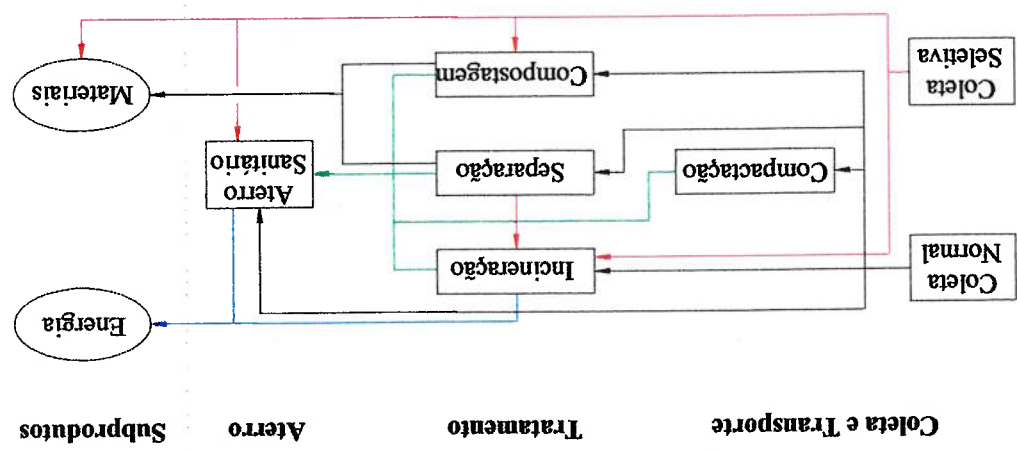 Coleta e Transporte
Tratamento
Aterro
Subprodutos
Coleta
Normal
Incineração
Energia
Compactação
Separação
Aterro
Sanitário
Coleta
Seletiva
Compostagem
Materiais